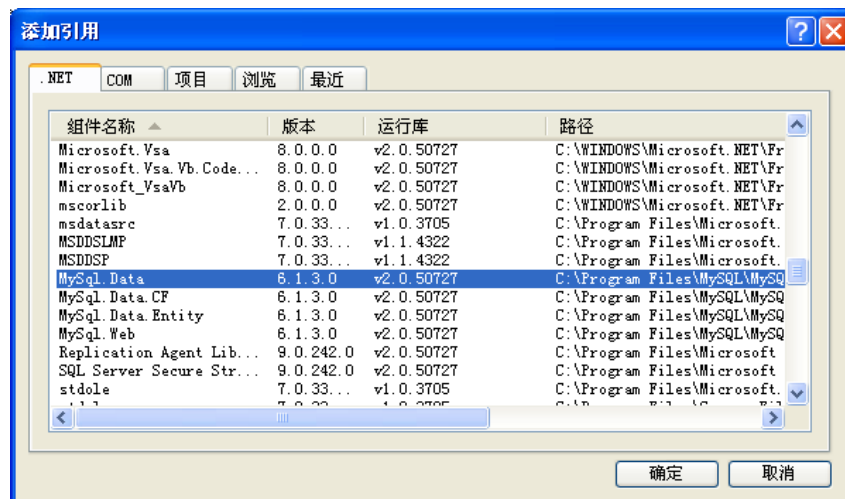 添加引用
.NET COM 项目 浏览 最近
组件名称 版本 运行库 路径
Microsoft.Vsa 8.0.0.0 v2.0.50727 C:\WINDOWS\Microsoft.NET\Fr
Microsoft.Vsa.Vb.Code... 8.0.0.0 v2.0.50727 C:\WINDOWS\Microsoft.NET\Fr
Microsoft_VsaVb 8.0.0.0 v2.0.50727 C:\WINDOWS\Microsoft.NET\Fr
mscorlib 2.0.0.0 v2.0.50727 C:\WINDOWS\Microsoft.NET\Fr
msdatasrc 7.0.33... v1.0.3705 C:\Program Files\Microsoft.
MSDDSLMP 7.0.33... v1.1.4322 C:\Program Files\Microsoft.
MSDDSP 7.0.33... v1.1.4322 C:\Program Files\Microsoft.
MySql.Data 6.1.3.0 v2.0.50727 C:\Program Files\MySQL\MySQ
MySql.Data.CF 6.1.3.0 v2.0.50727 C:\Program Files\MySQL\MySQ
MySql.Data.Entity 6.1.3.0 v2.0.50727 C:\Program Files\MySQL\MySQ
MySql.Web 6.1.3.0 v2.0.50727 C:\Program Files\MySQL\MySQ
Replication Agent Lib... 9.0.242.0 v2.0.50727 C:\Program Files\Microsoft
SQL Server Secure Str... 9.0.242.0 v2.0.50727 C:\Program Files\Microsoft
stdole 7.0.33... v1.0.3705 C:\Program Files\Microsoft.
确定 取消